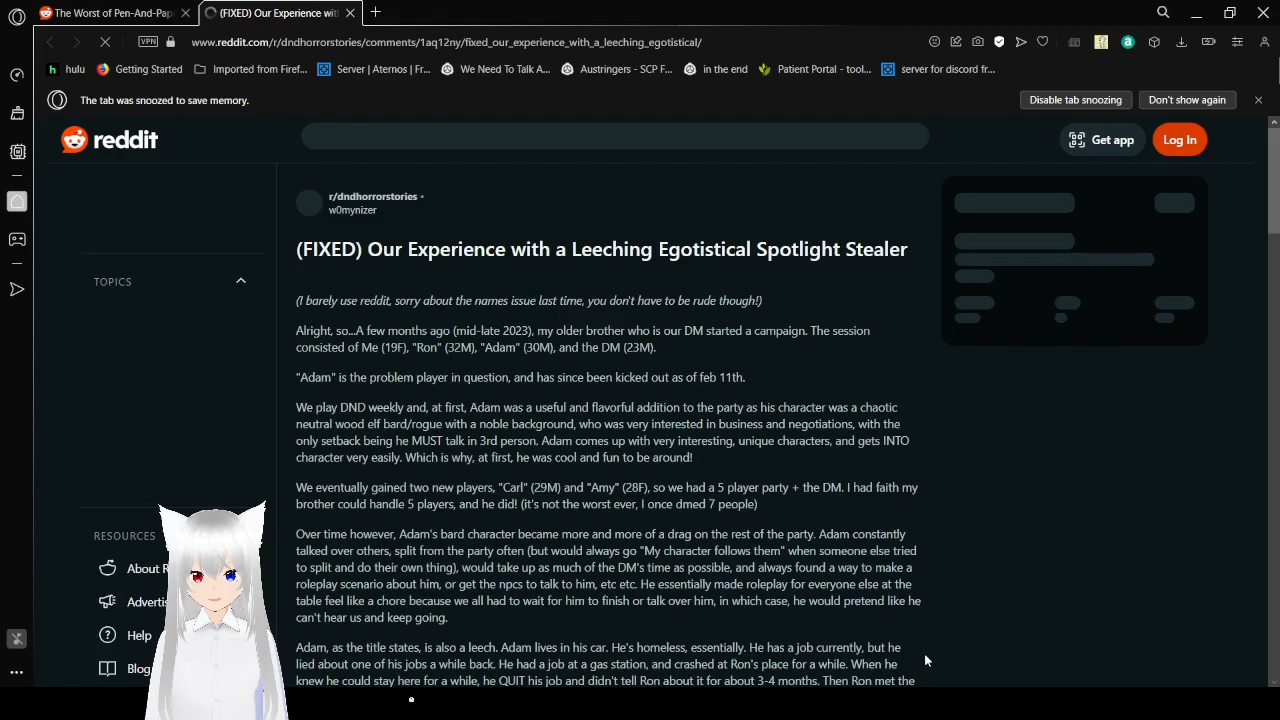 The Worst of Pen-And-Pap
(FIXED) Our Experience wit
VPN
www.reddit.com/r/dndhorrorstories/comments/1aq12ny/fixed_our_experience_with_a_leeching_egotistical/
hulu
Getting Started
Imported from Firef...
Server | Aternos | Fr...
We Need To Talk A...
Austringers - SCP F...
in the end
Patient Portal - tool...
server for discord fr...
The tab was snoozed to save memory.
Disable tab snoozing
Don't show again
reddit
Get app
Log In
r/dndhorrorstories •
w0mynizer
(FIXED) Our Experience with a Leeching Egotistical Spotlight Stealer
TOPICS
(I barely use reddit, sorry about the names issue last time, you don't have to be rude though!)
Alright, so...A few months ago (mid-late 2023), my older brother who is our DM started a campaign. The session
consisted of Me (19F), "Ron" (32M), "Adam" (30M), and the DM (23M).
"Adam" is the problem player in question, and has since been kicked out as of feb 11th.
We play DND weekly and, at first, Adam was a useful and flavorful addition to the party as his character was a chaotic
neutral wood elf bard/rogue with a noble background, who was very interested in business and negotiations, with the
only setback being he MUST talk in 3rd person. Adam comes up with very interesting, unique characters, and gets INTO
character very easily. Which is why, at first, he was cool and fun to be around!
We eventually gained two new players, "Carl" (29M) and "Amy" (28F), so we had a 5 player party + the DM. I had faith my
brother could handle 5 players, and he did! (it's not the worst ever, I once dmed 7 people)
Over time however, Adam's bard character became more and more of a drag on the rest of the party. Adam constantly
talked over others, split from the party often (but would always go "My character follows them" when someone else tried
to split and do their own thing), would take up as much of the DM's time as possible, and always found a way to make a
roleplay scenario about him, or get the npcs to talk to him, etc etc. He essentially made roleplay for everyone else at the
table feel like a chore because we all had to wait for him to finish or talk over him, in which case, he would pretend like he
can't hear us and keep going.
Adam, as the title states, is also a leech. Adam lives in his car. He's homeless, essentially. He has a job currently, but he
lied about one of his jobs a while back. He had a job at a gas station, and crashed at Ron's place for a while. When he
knew he could stay here for a while, he QUIT his job and didn't tell Ron about it for about 3-4 months. Then Ron met the
RESOURCES
About R
Adverti
Help
Blog